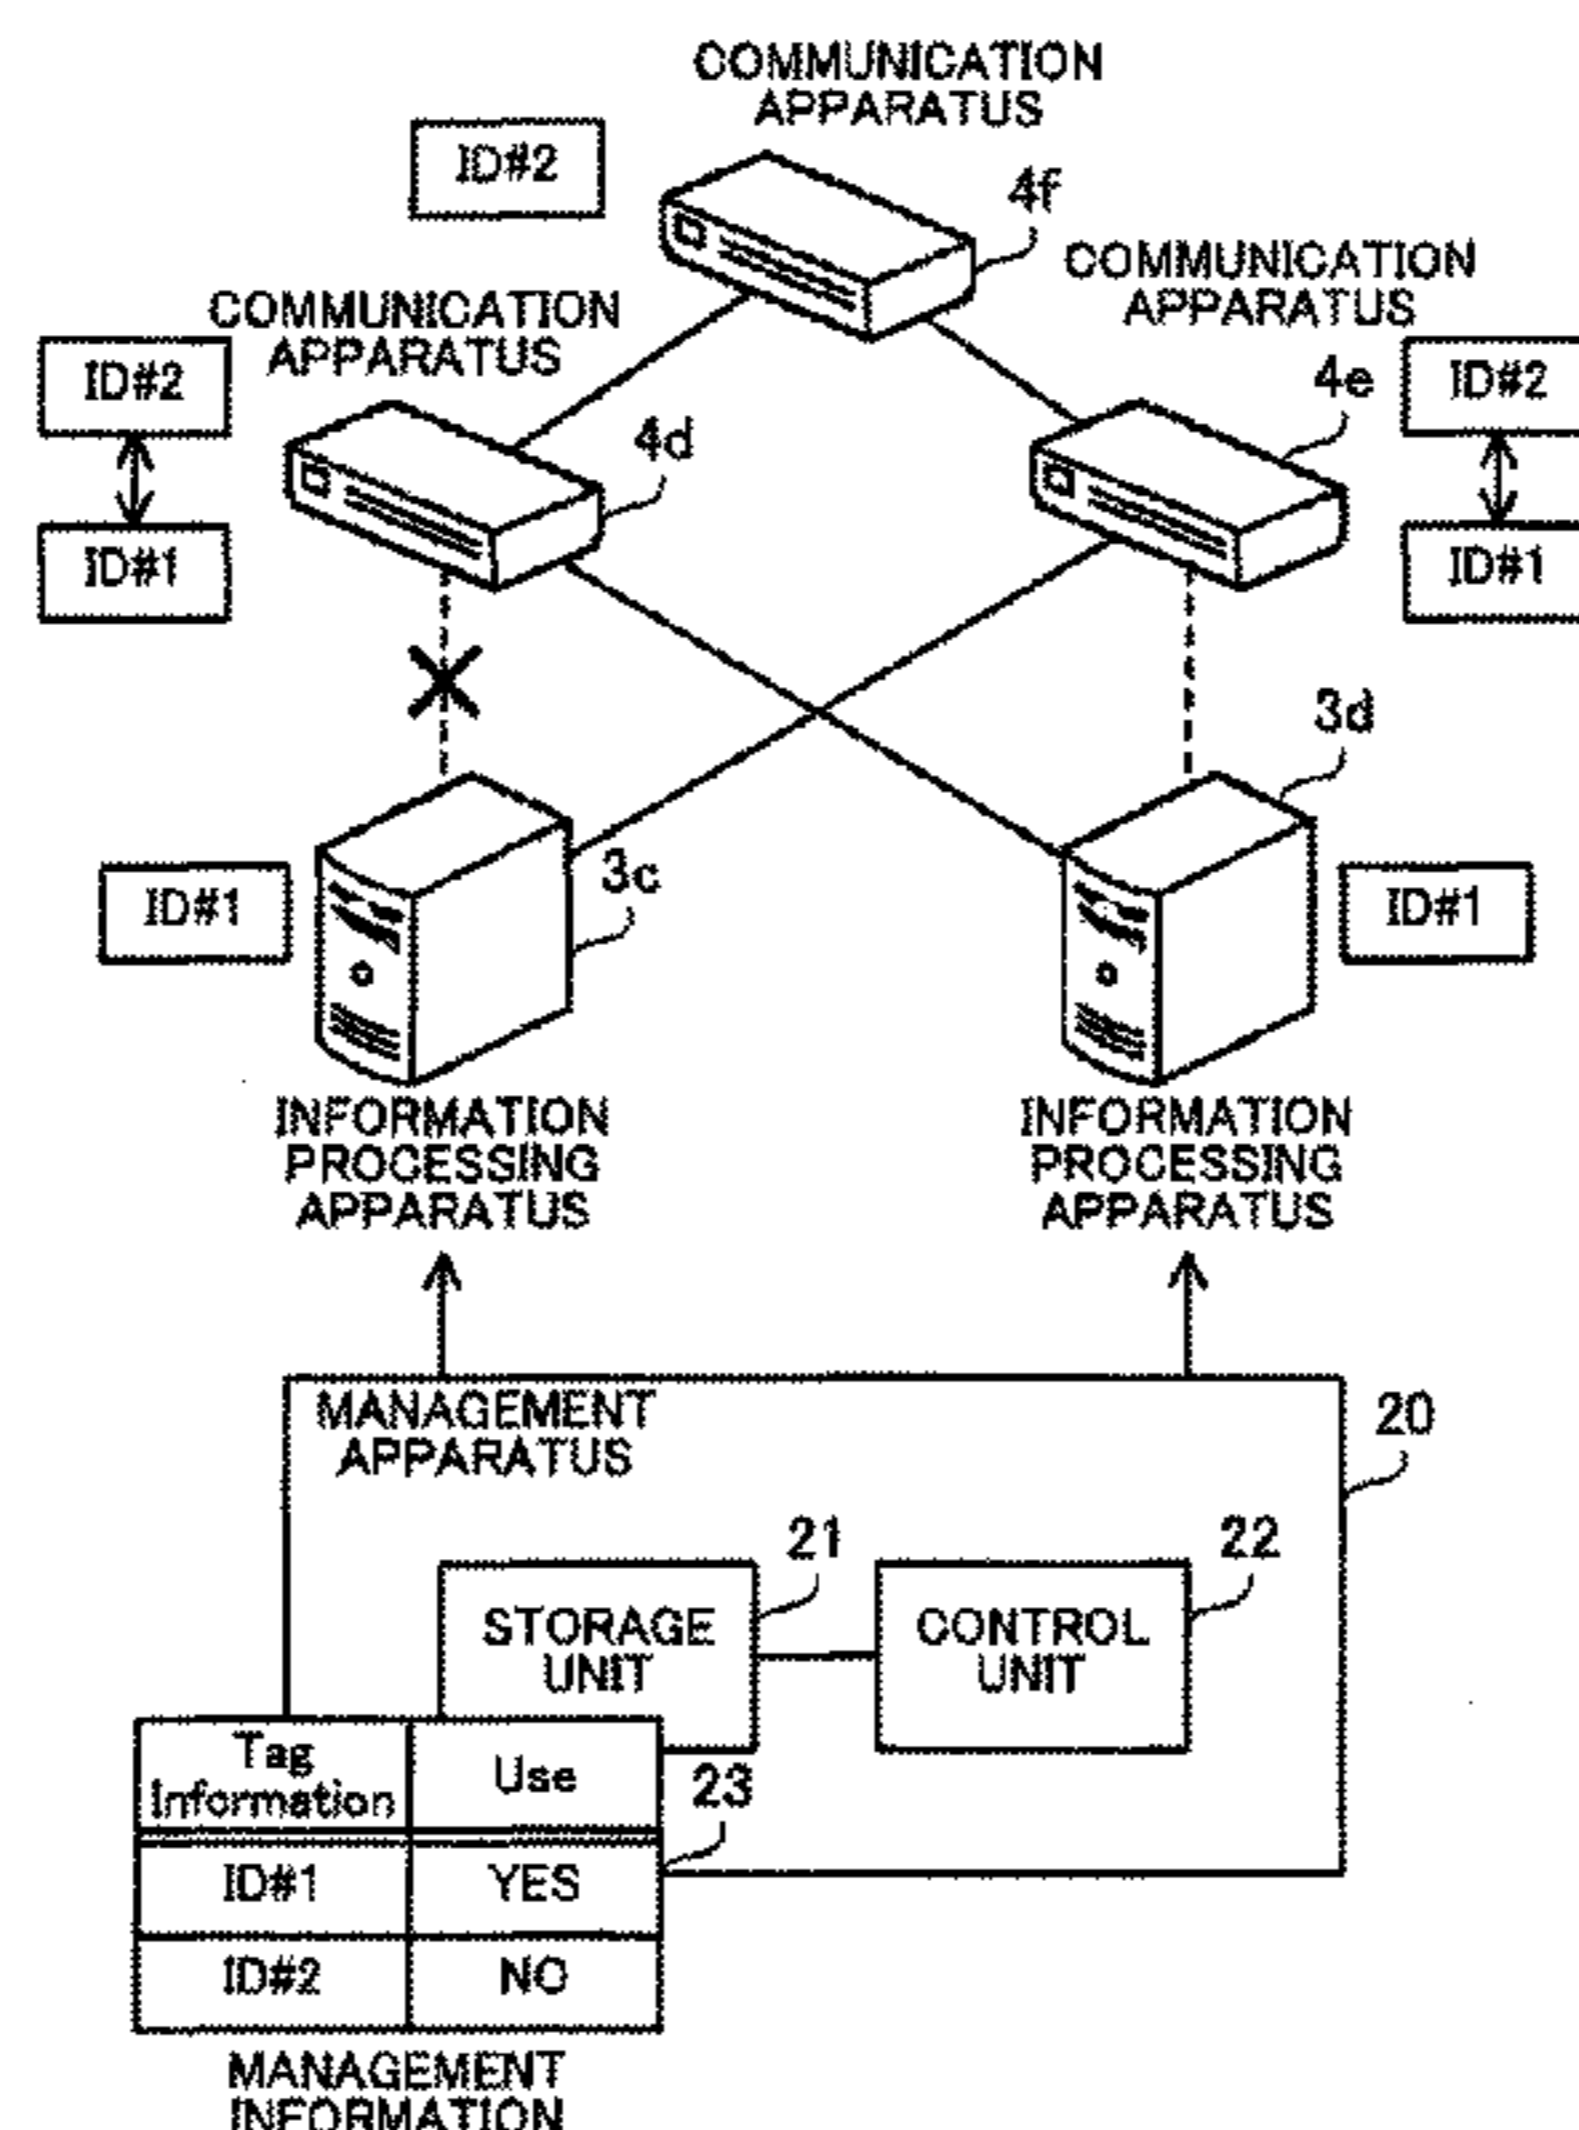 COMMUNICATION
APPARATUS
ID#2
4f
COMMUNICATION
APPARATUS
COMMUNICATION
APPARATUS
ID#2
4d
4e
ID#2
ID#1
ID#1
3d
3c
ID#1
ID#1
INFORMATION
PROCESSING
APPARATUS
INFORMATION
PROCESSING
APPARATUS
MANAGEMENT
APPARATUS
20
21
22
STORAGE
UNIT
CONTROL
UNIT
Tag
Information
Use
23
ID#1
YES
ID#2
NO
MANAGEMENT
INFORMATION